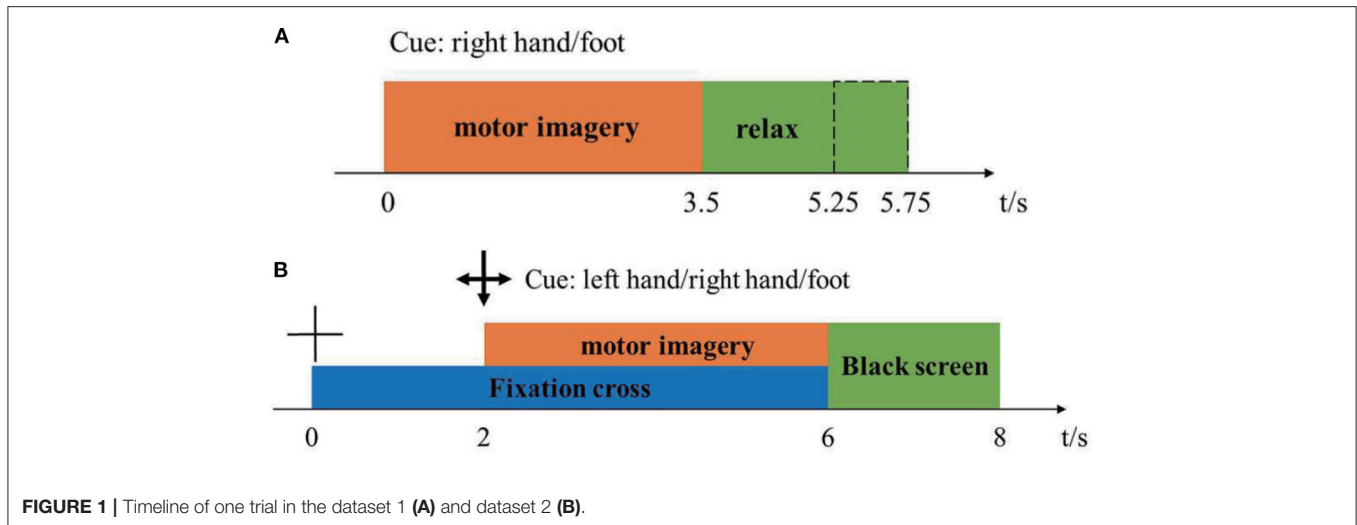 A
Cue: right hand/foot
motor imagery
relax
0 3.5 5.25 5.75 t/s
B
Cue: left hand/right hand/foot
motor imagery
Black screen
Fixation cross
0 2 6 8 t/s
FIGURE 1 | Timeline of one trial in the dataset 1 (A) and dataset 2 (B).